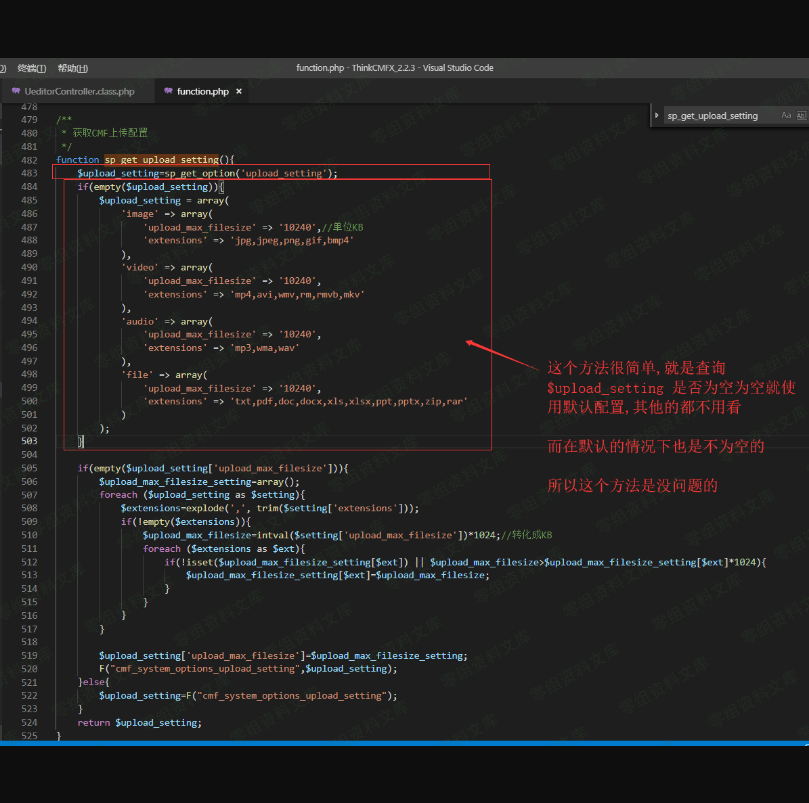 终端(T) 帮助(H) function.php - ThinkCMFX_2.2.3 - Visual Studio Code
UeditorController.class.php function.php ×
sp_get_upload_setting Aa Abl
478
479 /**
480 * 获取CMF上传配置
481 */
482 function sp_get_upload_setting(){
483 $upload_setting=sp_get_option('upload_setting');
484 if(empty($upload_setting)){
485 $upload_setting = array(
486 'image' => array(
487 'upload_max_filesize' => '10240',//单位KB
488 'extensions' => 'jpg,jpeg,png,gif,bmp4'
489 ),
490 'video' => array(
491 'upload_max_filesize' => '10240',
492 'extensions' => 'mp4,avi,wmv,rm,rmvb,mkv'
493 ),
494 'audio' => array(
495 'upload_max_filesize' => '10240',
496 'extensions' => 'mp3,wma,wav'
497 ),
498 'file' => array(
499 'upload_max_filesize' => '10240',
500 'extensions' => 'txt,pdf,doc,docx,xls,xlsx,ppt,pptx,zip,rar'
501 )
502 );
503 }
504
505 if(empty($upload_setting['upload_max_filesize'])){
506 $upload_max_filesize_setting=array();
507 foreach ($upload_setting as $setting){
508 $extensions=explode(',', trim($setting['extensions']));
509 if(!empty($extensions)){
510 $upload_max_filesize=intval($setting['upload_max_filesize'])*1024;//转化成KB
511 foreach ($extensions as $ext){
512 if(!isset($upload_max_filesize_setting[$ext]) || $upload_max_filesize>$upload_max_filesize_setting[$ext]*1024){
513 $upload_max_filesize_setting[$ext]=$upload_max_filesize;
514 }
515 }
516 }
517 }
518
519 $upload_setting['upload_max_filesize']=$upload_max_filesize_setting;
520 F("cmf_system_options_upload_setting",$upload_setting);
521 }else{
522 $upload_setting=F("cmf_system_options_upload_setting");
523 }
524 return $upload_setting;
525 }
这个方法很简单,就是查询
$upload_setting 是否为空为空就使
用默认配置,其他的都不用看
而在默认的情况下也是不为空的
所以这个方法是没问题的
零组资料文库